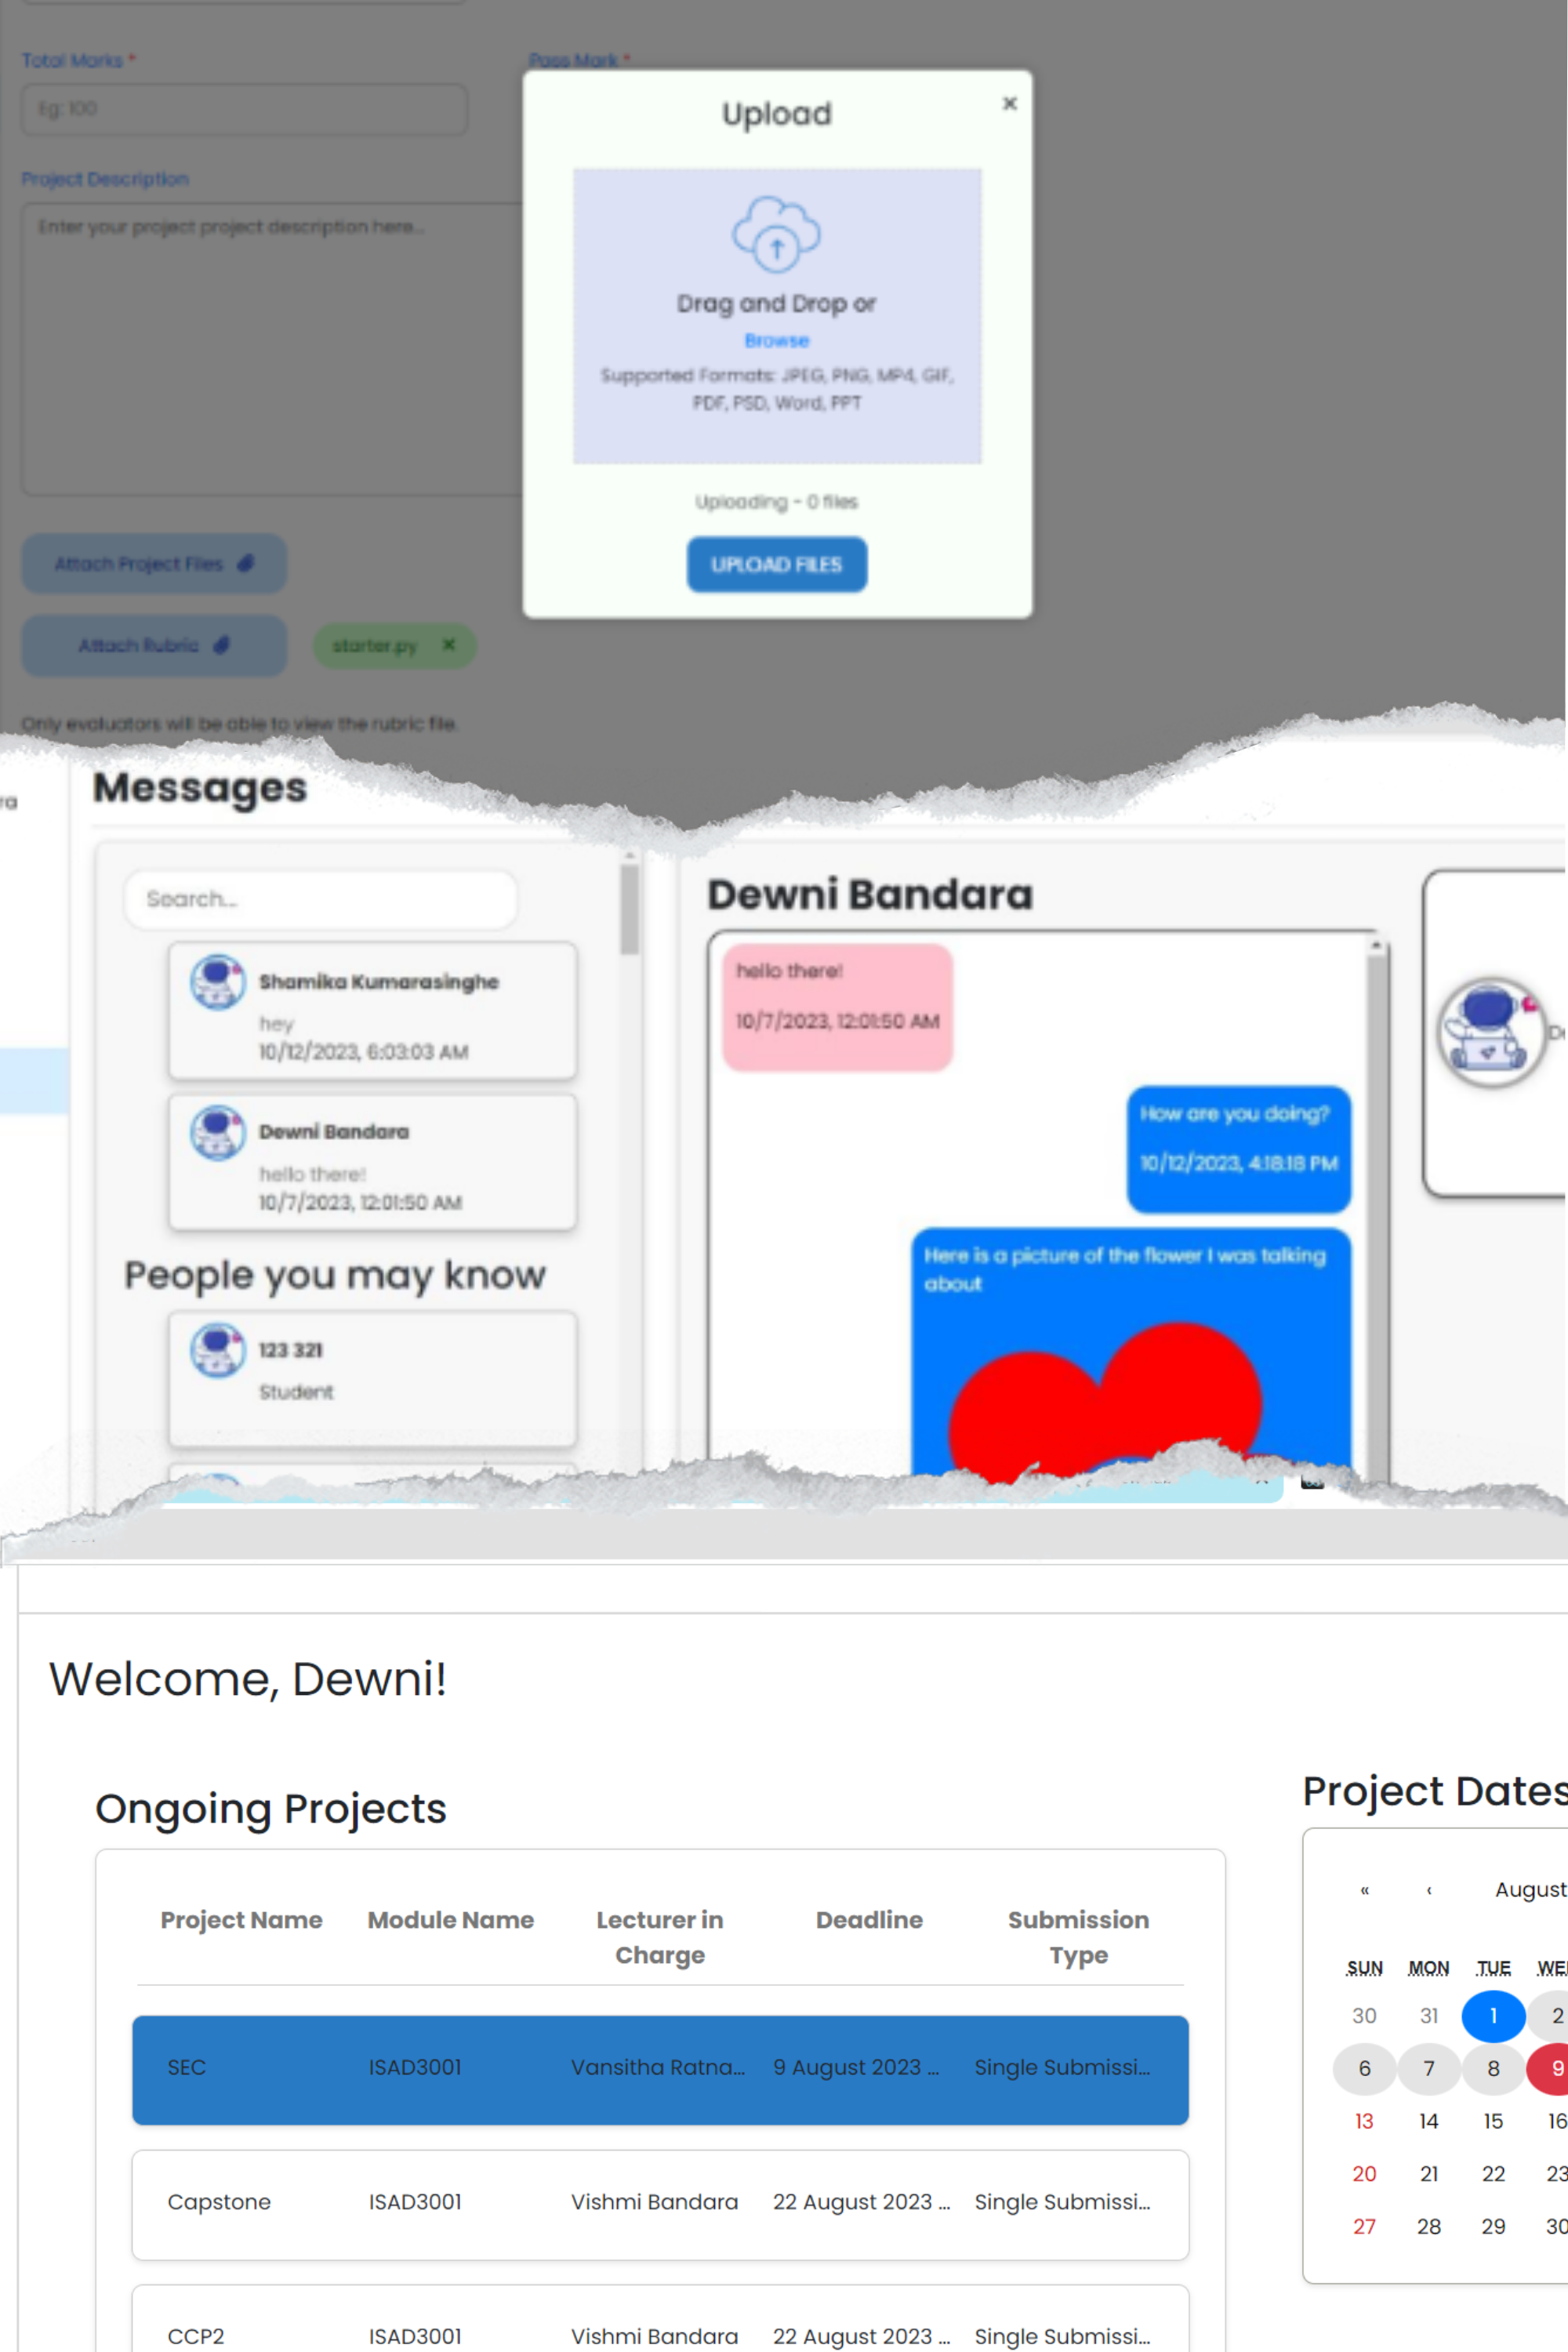 Total Marks *
Pass Mark *
Eg: 100
Project Description
Enter your project project description here...
Upload
×
Drag and Drop or
Browse
Supported Formats: JPEG, PNG, MP4, GIF,
PDF, PSD, Word, PPT
Uploading - 0 files
UPLOAD FILES
Attach Project Files
Attach Rubric
starter.py ×
Only evaluators will be able to view the rubric file.
ra
Messages
Search...
Shamika Kumarasinghe
hey
10/12/2023, 6:03:03 AM
Dewni Bandara
hello there!
10/7/2023, 12:01:50 AM
People you may know
123 321
Student
Dewni Bandara
hello there!
10/7/2023, 12:01:50 AM
How are you doing?
10/12/2023, 4:18:18 PM
Here is a picture of the flower I was talking
about
Welcome, Dewni!
Ongoing Projects
Project Name Module Name Lecturer in Charge Deadline Submission Type
SEC ISAD3001 Vansitha Ratna... 9 August 2023 ... Single Submissi...
Capstone ISAD3001 Vishmi Bandara 22 August 2023 ... Single Submissi...
CCP2 ISAD3001 Vishmi Bandara 22 August 2023 ... Single Submissi...
Project Dates
« ‹ August
SUN MON TUE WE
30 31 1 2
6 7 8 9
13 14 15 16
20 21 22 23
27 28 29 30